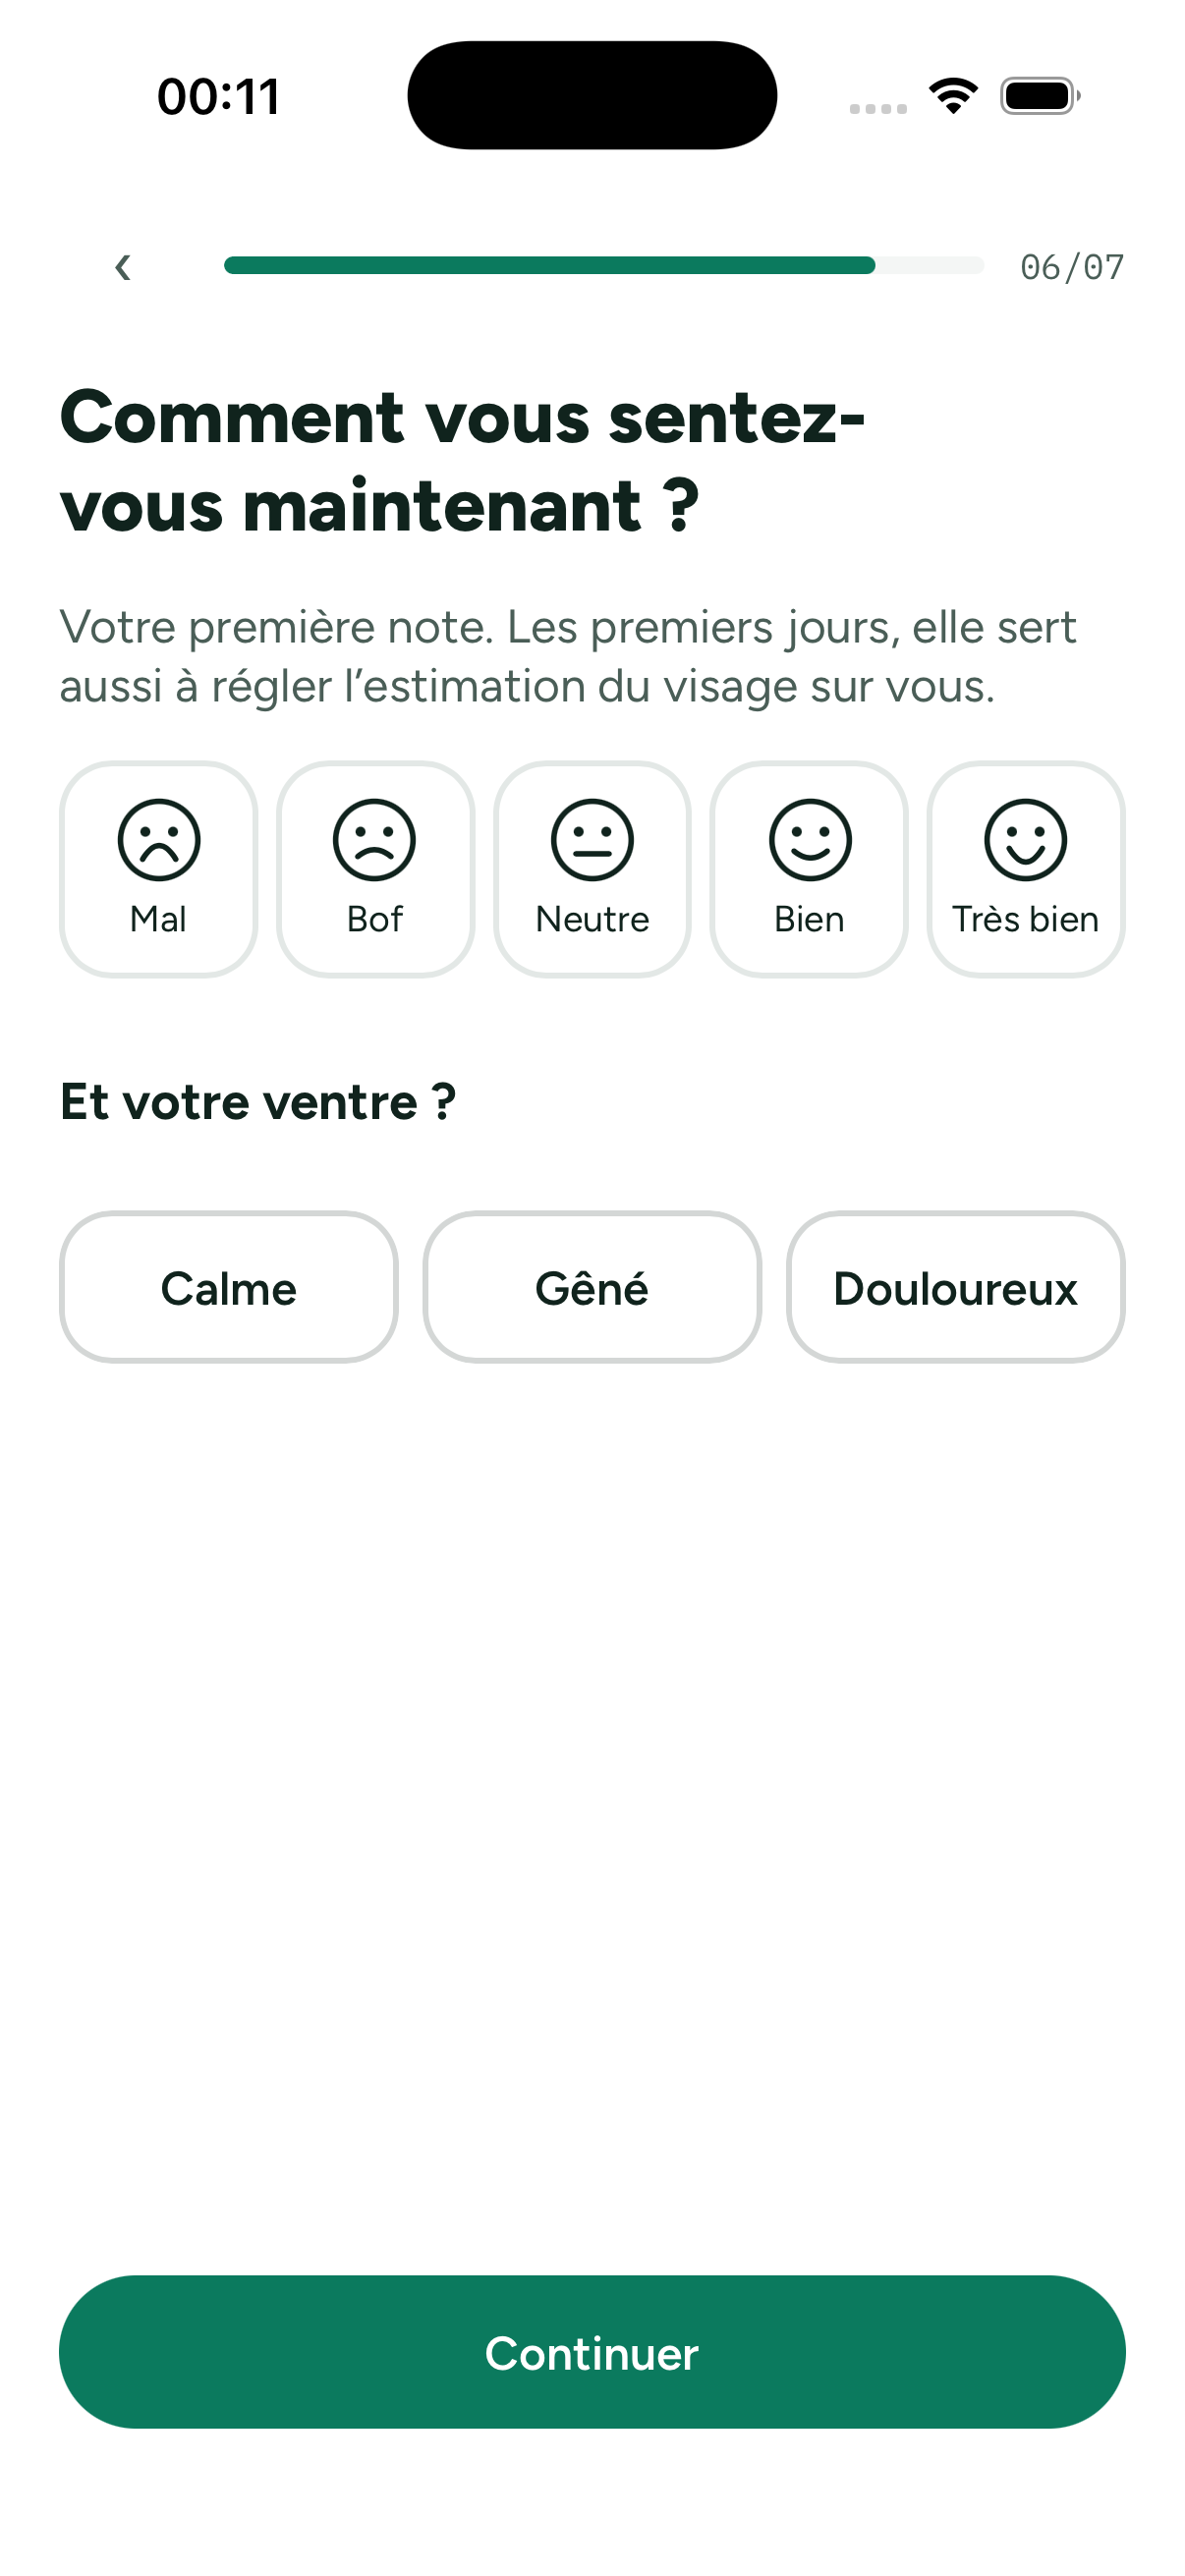 00:11
06/07
Comment vous sentez-
vous maintenant ?
Votre première note. Les premiers jours, elle sert
aussi à régler l’estimation du visage sur vous.
Mal
Bof
Neutre
Bien
Très bien
Et votre ventre ?
Calme
Gêné
Douloureux
Continuer